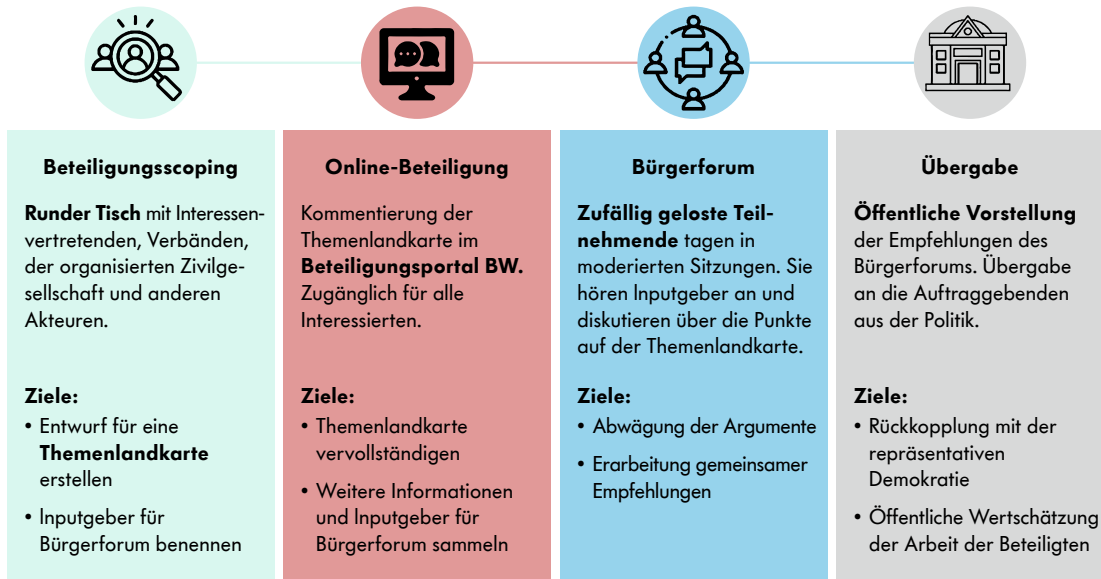 Beteiligungsscoping
Runder Tisch mit Interessen-
vertretenden, Verbänden,
der organisierten Zivilge-
sellschaft und anderen
Akteuren.
Ziele:
• Entwurf für eine
Themenlandkarte
erstellen
• Inputgeber für
Bürgerforum benennen
Online-Beteiligung
Kommentierung der
Themenlandkarte im
Beteiligungsportal BW.
Zugänglich für alle
Interessierten.
Ziele:
• Themenlandkarte
vervollständigen
• Weitere Informationen
und Inputgeber für
Bürgerforum sammeln
Bürgerforum
Zufällig geloste Teil-
nehmende tagen in
moderierten Sitzungen. Sie
hören Inputgeber an und
diskutieren über die Punkte
auf der Themenlandkarte.
Ziele:
• Abwägung der Argumente
• Erarbeitung gemeinsamer
Empfehlungen
Übergabe
Öffentliche Vorstellung
der Empfehlungen des
Bürgerforums. Übergabe
an die Auftraggebenden
aus der Politik.
Ziele:
• Rückkopplung mit der
repräsentativen
Demokratie
• Öffentliche Wertschätzung
der Arbeit der Beteiligten